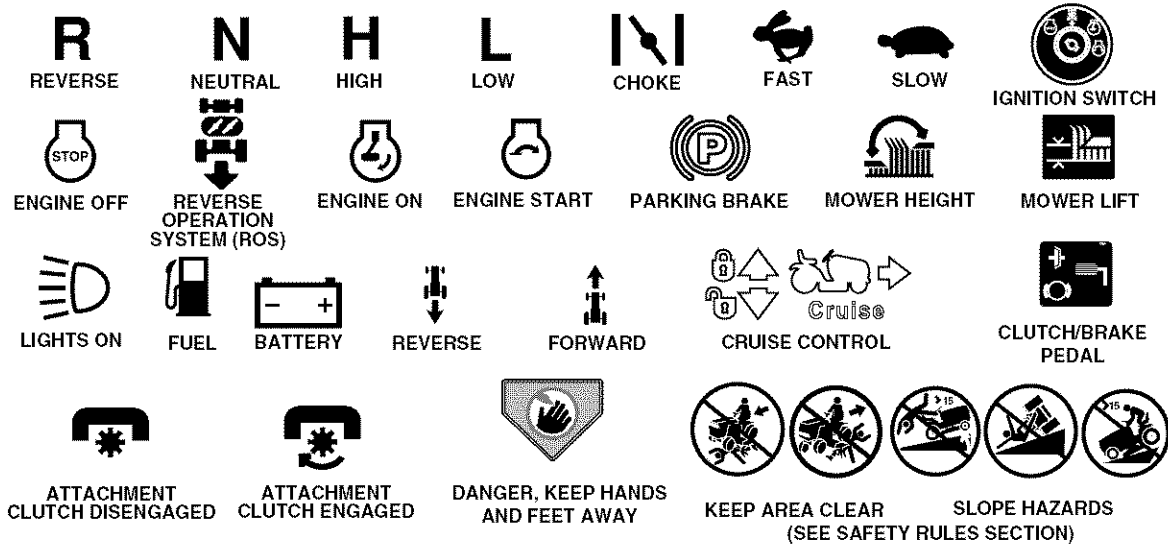 R N H L
REVERSE NEUTRAL HIGH LOW CHOKE FAST SLOW
IGNITION SWITCH
STOP
P
ENGINE OFF
REVERSE
OPERATION
SYSTEM (ROS)
ENGINE ON
ENGINE START
PARKING BRAKE
MOWER HEIGHT
MOWER LIFT
Cruise
LIGHTS ON
FUEL
BATTERY
REVERSE
FORWARD
CRUISE CONTROL
CLUTCH/BRAKE
PEDAL
15
15
ATTACHMENT
CLUTCH DISENGAGED
ATTACHMENT
CLUTCH ENGAGED
DANGER, KEEP HANDS
AND FEET AWAY
KEEP AREA CLEAR
SLOPE HAZARDS
(SEE SAFETY RULES SECTION)